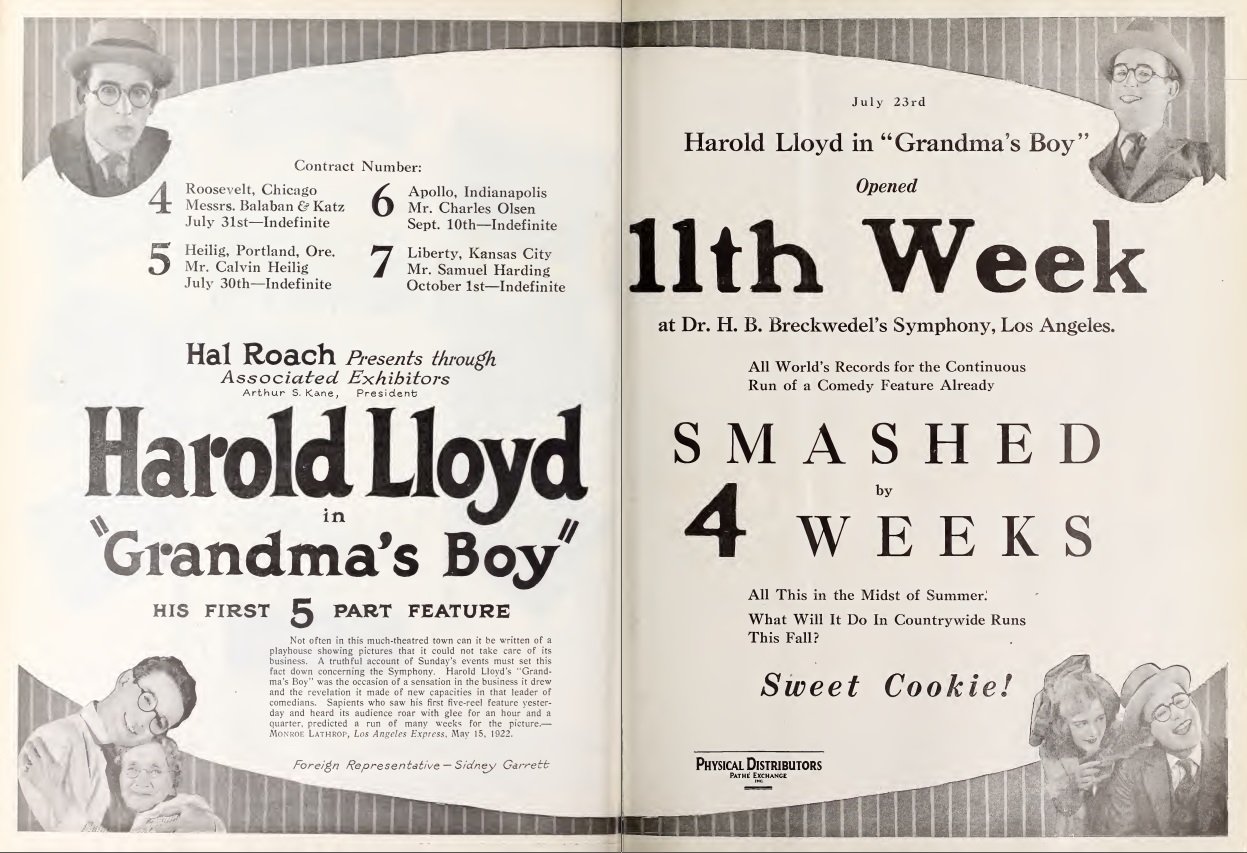 Contract Number:
4 Roosevelt, Chicago
Messrs. Balaban & Katz
July 31st—Indefinite
5 Heilig, Portland, Ore.
Mr. Calvin Heilig
July 30th—Indefinite
6 Apollo, Indianapolis
Mr. Charles Olsen
Sept. 10th—Indefinite
7 Liberty, Kansas City
Mr. Samuel Harding
October 1st—Indefinite
Hal Roach Presents through
Associated Exhibitors
Arthur S. Kane, President
Harold Lloyd
in
"Grandma's Boy"
HIS FIRST 5 PART FEATURE
Not often in this much-theatred town can it be written of a
playhouse showing pictures that it could not take care of its
business. A truthful account of Sunday's events must set this
fact down concerning the Symphony. Harold Lloyd's "Grand-
ma's Boy" was the occasion of a sensation in the business it drew
and the revelation it made of new capacities in that leader of
comedians. Sapients who saw his first five-reel feature yester-
day and heard its audience roar with glee for an hour and a
quarter, predicted a run of many weeks for the picture.—
MONROE LATHROP, Los Angeles Express, May 15, 1922.
Foreign Representative — Sidney Garrett
July 23rd
Harold Lloyd in "Grandma's Boy"
Opened
11th Week
at Dr. H. B. Breckwedel's Symphony, Los Angeles.
All World's Records for the Continuous
Run of a Comedy Feature Already
SMASHED
by
4 WEEKS
All This in the Midst of Summer.
What Will It Do In Countrywide Runs
This Fall?
Sweet Cookie!
PHYSICAL DISTRIBUTORS
PATHÉ EXCHANGE
INC.